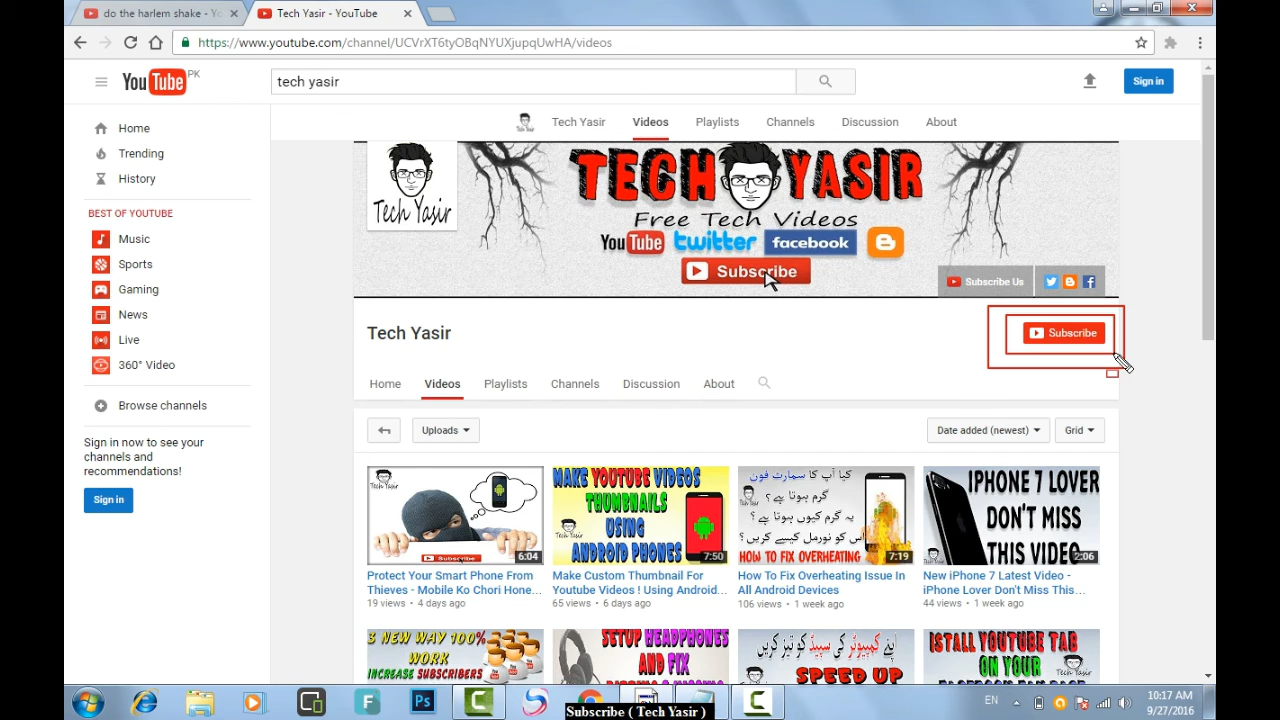 do the harlem shake - Yo
Tech Yasir - YouTube
https://www.youtube.com/channel/UCVrXT6tyOBqNYUXjupqUwHA/videos
YouTube PK
tech yasir
Sign in
Tech Yasir Videos Playlists Channels Discussion About
Home
Trending
History
BEST OF YOUTUBE
Music
Sports
Gaming
News
Live
360° Video
Browse channels
Sign in now to see your
channels and
recommendations!
Sign in
Tech Yasir
TECH YASIR
Free Tech Videos
YouTube twitter facebook
Subscribe
Subscribe Us
Tech Yasir
Subscribe
Home Videos Playlists Channels Discussion About
Uploads
Date added (newest)
Grid
Tech Yasir
Subscribe
6:04
Protect Your Smart Phone From
Thieves - Mobile Ko Chori Hone...
19 views • 4 days ago
MAKE YOUTUBE VIDEOS
THUMBNAILS
USING
ANDROID PHONES
7:50
Make Custom Thumbnail For
Youtube Videos ! Using Android...
65 views • 6 days ago
کیا آپ کا سمارٹ فون
گرم ہوتا ہے ؟
یہ گرم کیوں ہوتا ہے ؟
اس کو نورمل کیسے کریں ؟
HOW TO FIX OVERHEATING
7:19
How To Fix Overheating Issue In
All Android Devices
106 views • 1 week ago
IPHONE 7 LOVER
DON'T MISS
THIS VIDEO
2:06
New iPhone 7 Latest Video -
iPhone Lover Don't Miss This...
44 views • 1 week ago
3 NEW WAY 100%
WORK
INCREASE SUBSCRIBERS
SETUP HEADPHONES
AND FIX
اپنے کمپیوٹر کی سپیڈ کو تیز کریں
SPEED UP
ISTALL YOUTUBE TAB
ON YOUR
Subscribe ( Tech Yasir )
EN
10:17 AM
9/27/2016